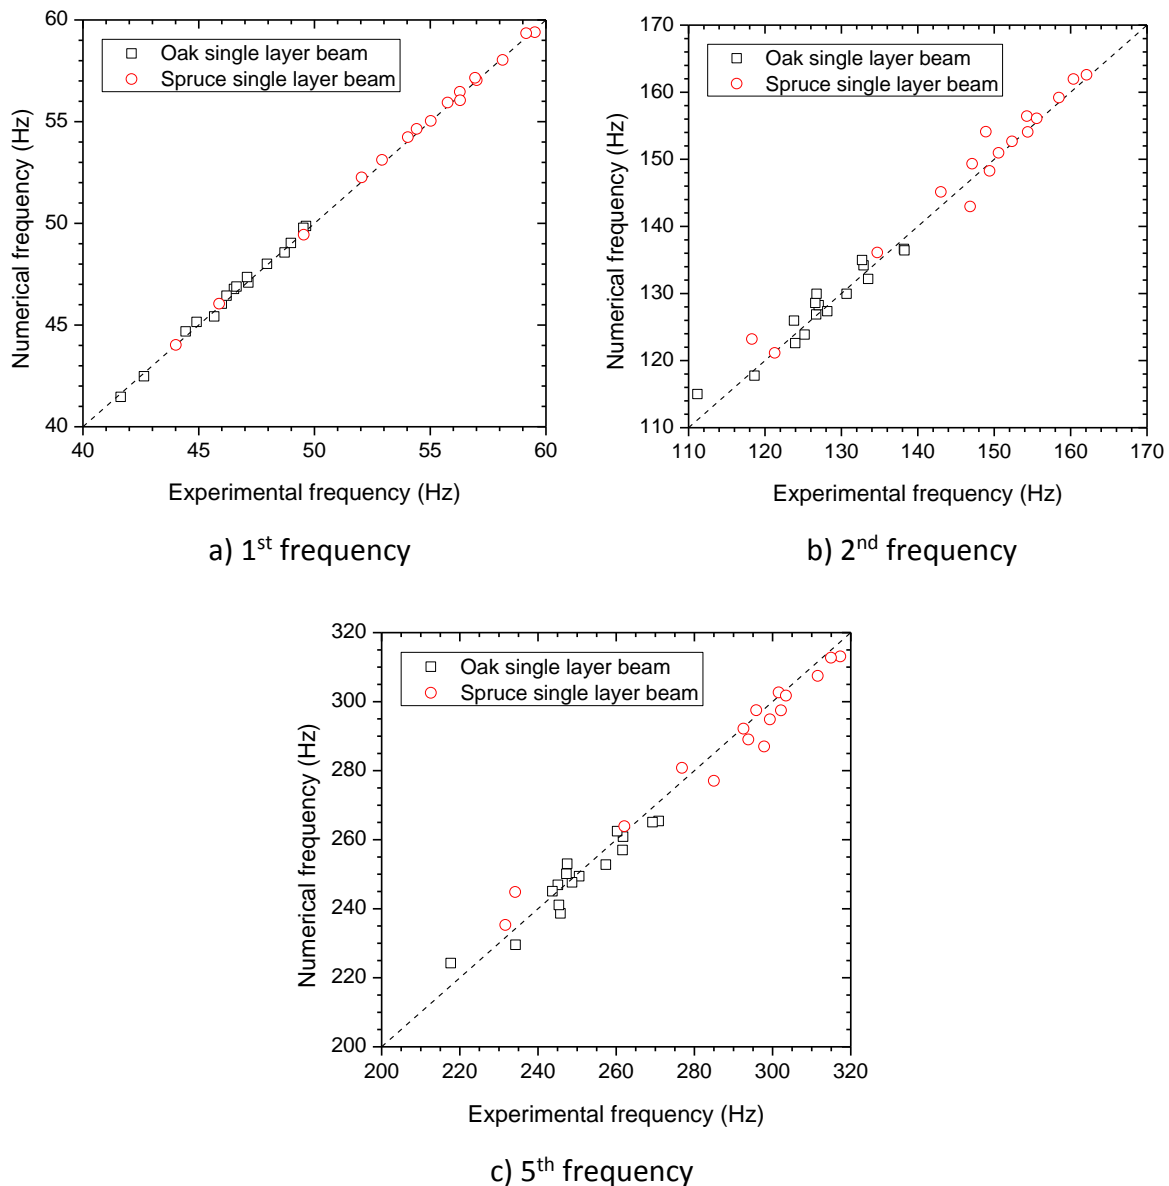 60
55
50
45
40
Numerical frequency (Hz)
Oak single layer beam
Spruce single layer beam
40 45 50 55 60
Experimental frequency (Hz)
a) 1st frequency
170
160
150
140
130
120
110
Numerical frequency (Hz)
Oak single layer beam
Spruce single layer beam
110 120 130 140 150 160 170
Experimental frequency (Hz)
b) 2nd frequency
320
300
280
260
240
220
200
Numerical frequency (Hz)
Oak single layer beam
Spruce single layer beam
200 220 240 260 280 300 320
Experimental frequency (Hz)
c) 5th frequency